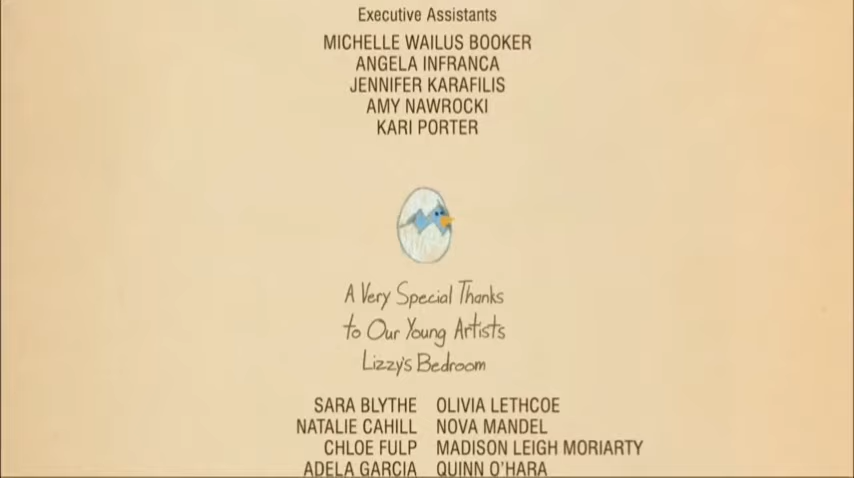 Executive Assistants
MICHELLE WAILUS BOOKER
ANGELA INFRANCA
JENNIFER KARAFILIS
AMY NAWROCKI
KARI PORTER
A Very Special Thanks
to Our Young Artists
Lizzy's Bedroom
SARA BLYTHE OLIVIA LETHCOE
NATALIE CAHILL NOVA MANDEL
CHLOE FULP MADISON LEIGH MORIARTY
ADELA GARCIA QUINN O'HARA